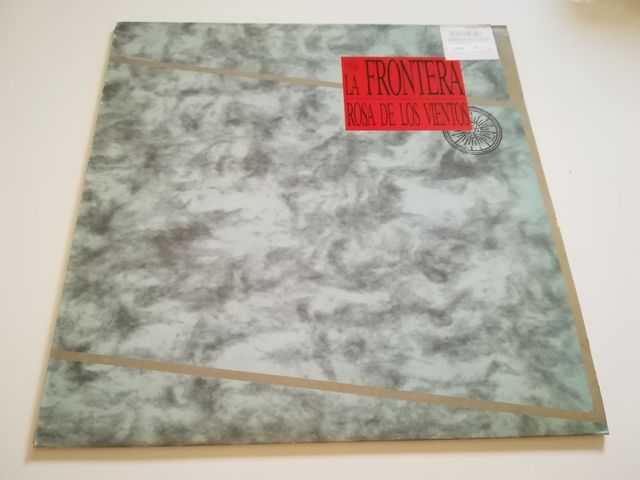 LA FRONTERA
ROSA DE LOS VIENTOS